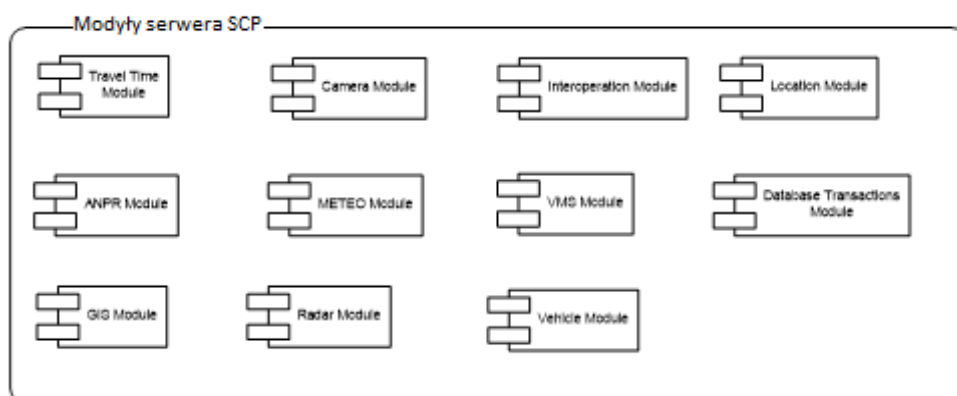 Modyły serwera SCP
Travel Time
Module
Camera Module
Interoperation Module
Location Module
ANPR Module
METEO Module
VMS Module
Database Transactions
Module
GIS Module
Radar Module
Vehicle Module